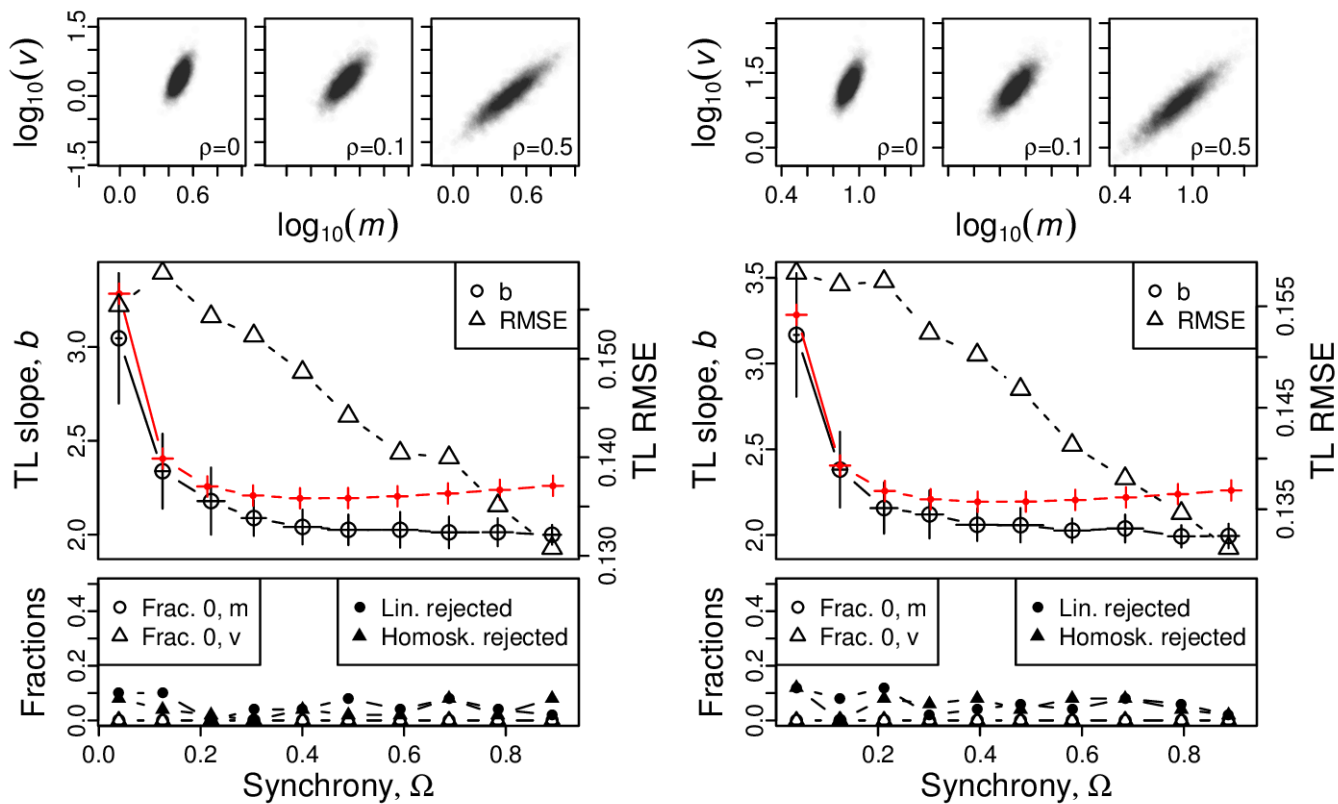 log10(v)
1.5
0.0
−1.5
ρ=0
ρ=0.1
ρ=0.5
0.0 0.6 0.0 0.6
log10(m)
TL slope, b
3.0
2.5
2.0
b
RMSE
0.150
0.140
0.130
TL RMSE
Fractions
0.4
0.2
0.0
Frac. 0, m
Frac. 0, v
Lin. rejected
Homosk. rejected
0.0 0.2 0.4 0.6 0.8
Synchrony, Ω
log10(v)
1.5
0.0
ρ=0
ρ=0.1
ρ=0.5
0.4 1.0 0.4 1.0
log10(m)
TL slope, b
3.5
3.0
2.5
2.0
b
RMSE
0.155
0.145
0.135
TL RMSE
Fractions
0.4
0.2
0.0
Frac. 0, m
Frac. 0, v
Lin. rejected
Homosk. rejected
0.2 0.4 0.6 0.8
Synchrony, Ω